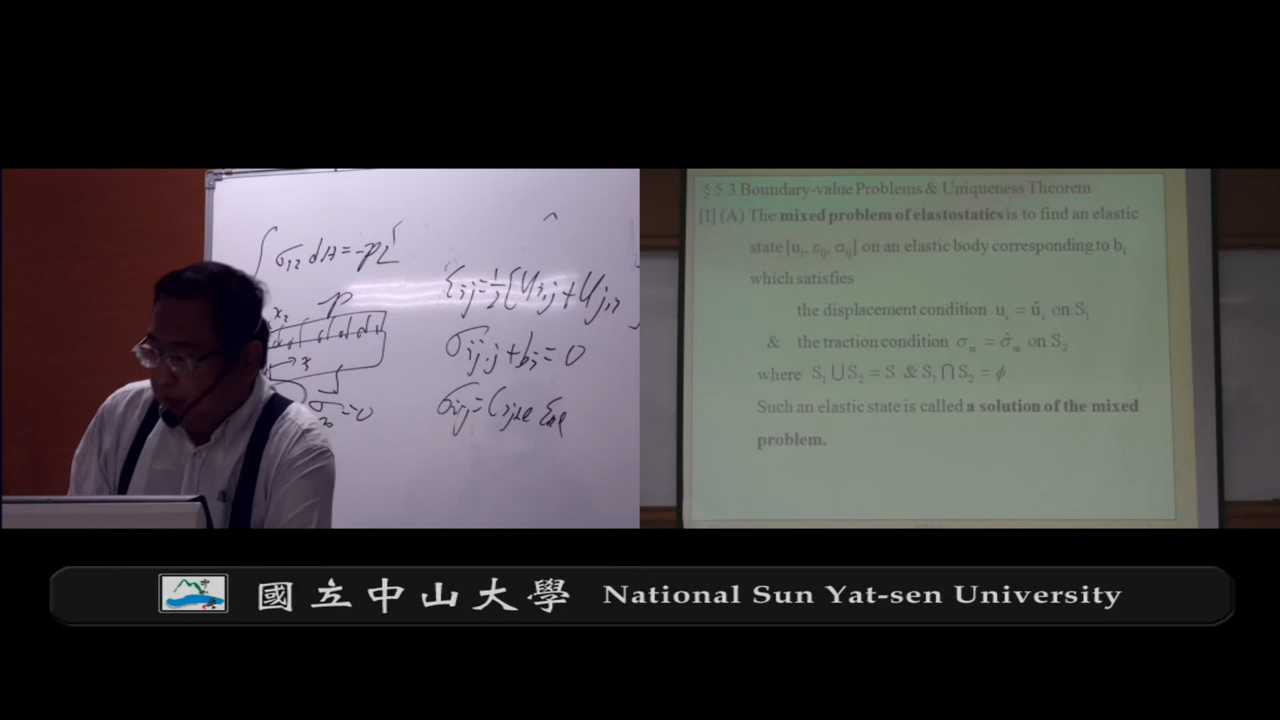 ∫ σ₁₂ dA = -pL
p
x₂
σ = 0
εij = ½ [ui,j + uj,i
σij,j + bi = 0
σij = Cijkl εkl
§ 5.3 Boundary-value Problems & Uniqueness Theorem
[1] (A) The mixed problem of elastostatics is to find an elastic
state [uᵢ, εᵢⱼ, σᵢⱼ] on an elastic body corresponding to bᵢ
which satisfies
the displacement condition uᵢ = ûᵢ on S₁
& the traction condition σₙ = σ̂ₙ on S₂
where S₁ ⋃ S₂ = S & S₁ ⋂ S₂ = ϕ
Such an elastic state is called a solution of the mixed
problem.
國立中山大學 National Sun Yat-sen University